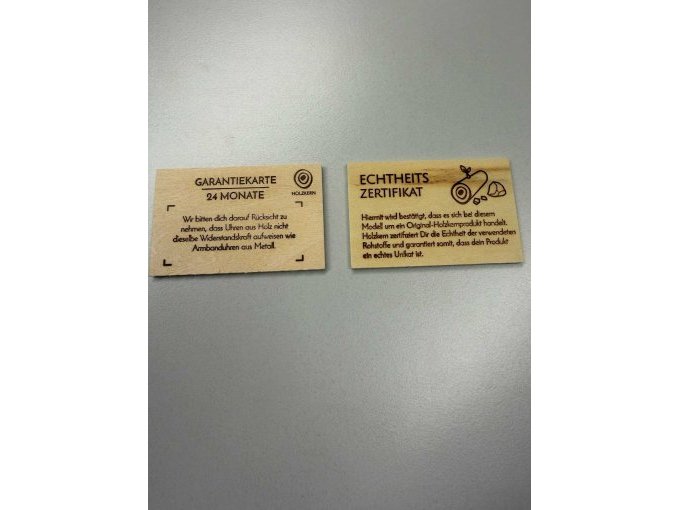 GARANTIEKARTE
24 MONATE
HOLZKERN
Wir bitten dich darauf Rücksicht zu
nehmen, dass Uhren aus Holz nicht
dieselbe Widerstandskraft aufweisen wie
Armbanduhren aus Metall.
ECHTHEITS
ZERTIFIKAT
Hiermit wird bestätigt, dass es sich bei diesem
Modell um ein Original-Holzkernprodukt handelt.
Holzkern zertifiziert Dir die Echtheit der verwendeten
Rohstoffe und garantiert somit, dass dein Produkt
ein echtes Unikat ist.